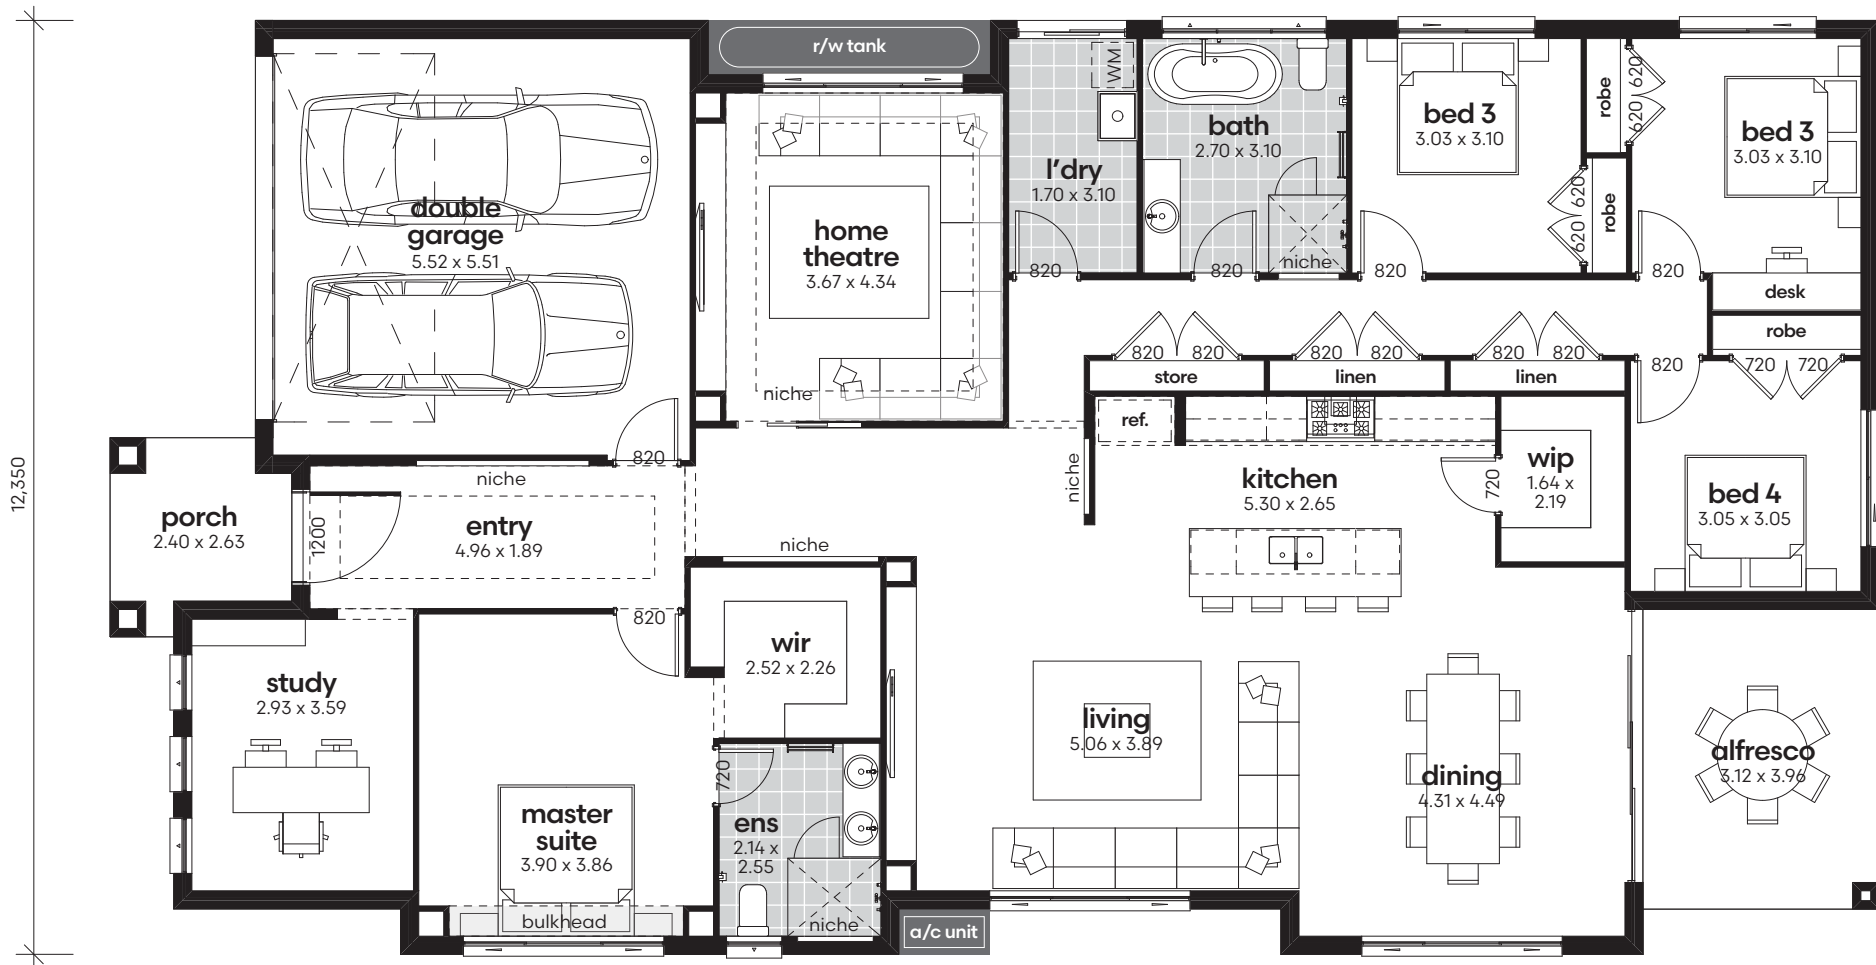 r/w tank
WM
620
620
robe
bed 3
3.03 x 3.10
bed 3
3.03 x 3.10
bath
2.70 x 3.10
l'dry
1.70 x 3.10
double
garage
5.52 x 5.51
home
theatre
3.67 x 4.34
620
620
robe
niche
820
820
820
820
desk
robe
720
720
820
820
820
820
820
820
820
store
linen
linen
niche
ref.
820
niche
niche
kitchen
5.30 x 2.65
720
wip
1.64 x
2.19
bed 4
3.05 x 3.05
12,350
porch
2.40 x 2.63
1200
entry
4.96 x 1.89
niche
820
wir
2.52 x 2.26
study
2.93 x 3.59
living
5.06 x 3.89
dining
4.31 x 4.49
alfresco
3.12 x 3.96
720
master
suite
3.90 x 3.86
ens
2.14 x
2.55
bulkhead
niche
a/c unit